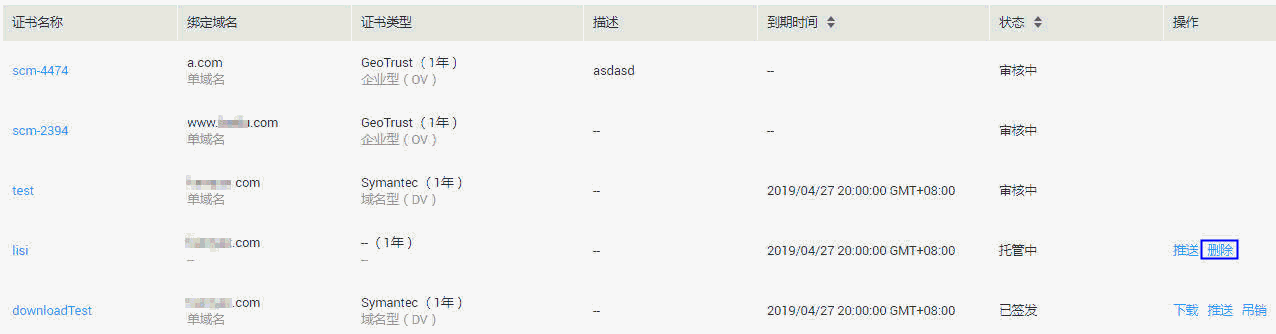 证书名称 绑定域名 证书类型 描述 到期时间 状态 操作
scm-4474 a.com GeoTrust（1年） asdasd -- 审核中
单域名 企业型（OV）
scm-2394 www. u.com GeoTrust（1年） -- -- 审核中
单域名 企业型（OV）
test .com Symantec（1年） -- 2019/04/27 20:00:00 GMT+08:00 审核中
单域名 域名型（DV）
lisi .com --（1年） -- 2019/04/27 20:00:00 GMT+08:00 托管中 推送 删除
-- --
downloadTest .com Symantec（1年） -- 2019/04/27 20:00:00 GMT+08:00 已签发 下载 推送 吊销
单域名 域名型（DV）